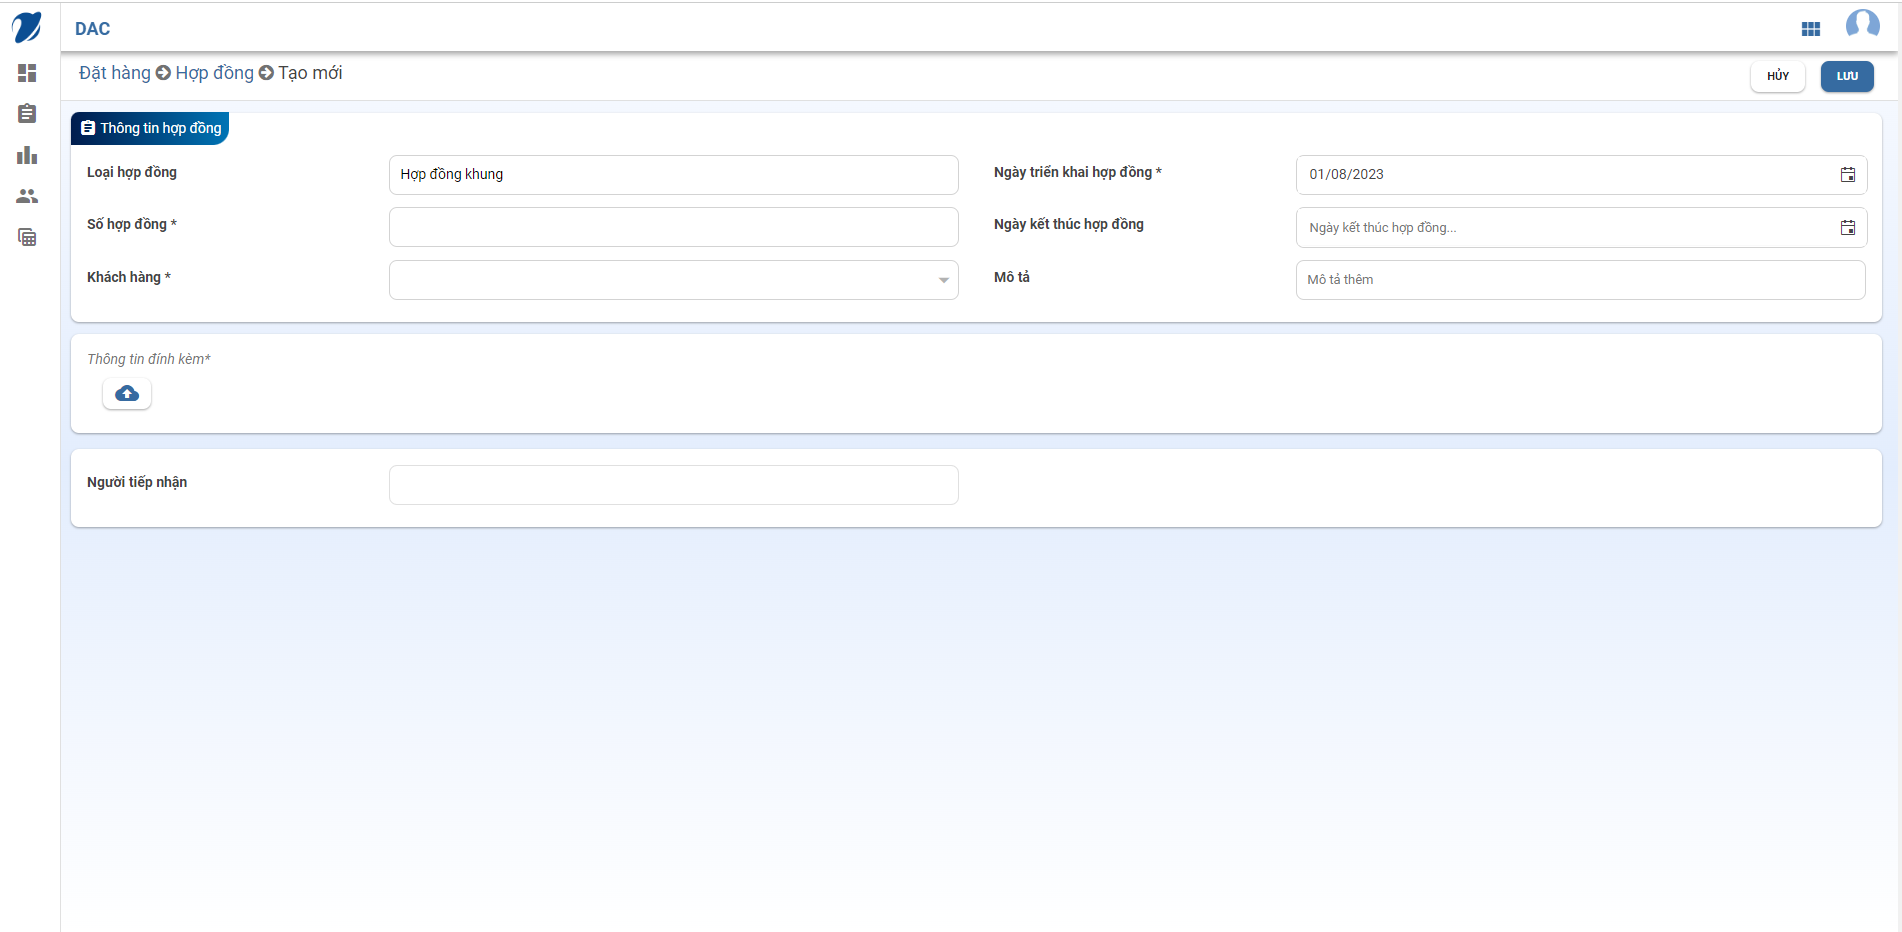 DAC
Đặt hàng Hợp đồng Tạo mới
HỦY
LƯU
Thông tin hợp đồng
Loại hợp đồng
Hợp đồng khung
Ngày triển khai hợp đồng *
01/08/2023
Số hợp đồng *
Ngày kết thúc hợp đồng
Ngày kết thúc hợp đồng...
Khách hàng *
Mô tả
Mô tả thêm
Thông tin đính kèm*
Người tiếp nhận